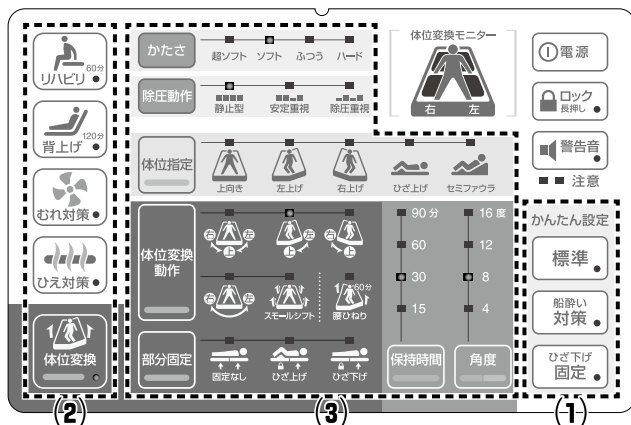 リハビリ 60分
背上げ 120分
むれ対策
ひえ対策
体位変換
(2)
かたさ
超ソフト ソフト ふつう ハード
除圧動作
静止型 安定重視 除圧重視
体位指定
上向き 左上げ 右上げ ひざ上げ セミファウラ
体位変換
動作
右 左 上 右 左 上 右 左 上
右 左 スモールシフト 60分 腰ひねり
部分固定
固定なし ひざ上げ ひざ下げ
90分
60
30
15
保持時間
16度
12
8
4
角度
(3)
体位変換モニター
右 左
電源
ロック
長押し
警告音
注意
かんたん設定
標準
船酔い
対策
ひざ下げ
固定
(1)